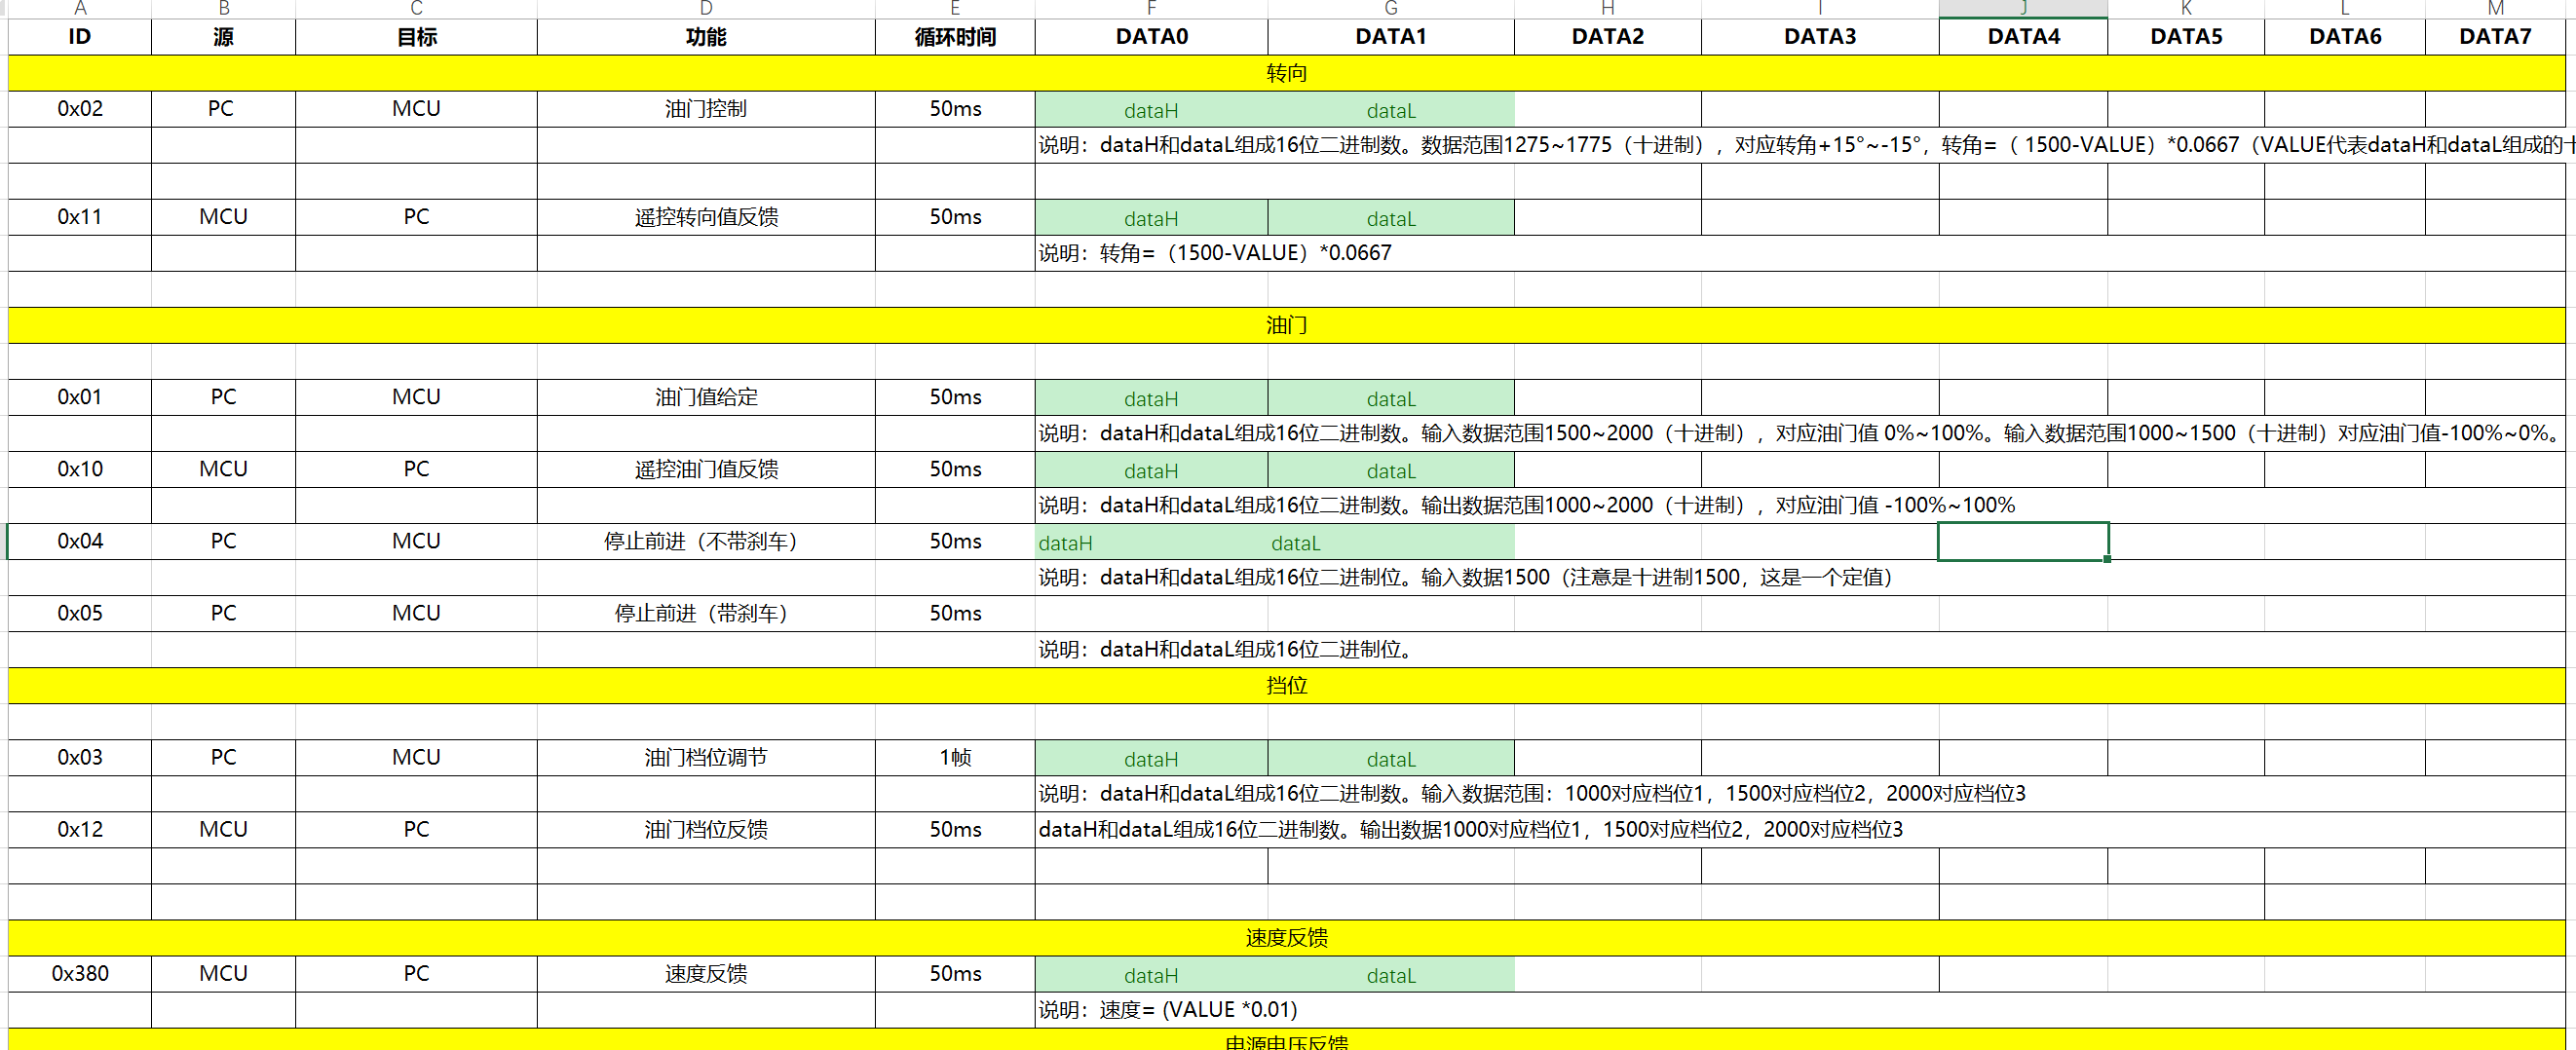 A B C D E F G H I J K L M
ID 源 目标 功能 循环时间 DATA0 DATA1 DATA2 DATA3 DATA4 DATA5 DATA6 DATA7
转向
0x02 PC MCU 油门控制 50ms dataH dataL
说明：dataH和dataL组成16位二进制数。数据范围1275~1775（十进制），对应转角+15°~-15°，转角=（ 1500-VALUE）*0.0667（VALUE代表dataH和dataL组成的十
0x11 MCU PC 遥控转向值反馈 50ms dataH dataL
说明：转角=（1500-VALUE）*0.0667
油门
0x01 PC MCU 油门值给定 50ms dataH dataL
说明：dataH和dataL组成16位二进制数。输入数据范围1500~2000（十进制），对应油门值 0%~100%。输入数据范围1000~1500（十进制）对应油门值-100%~0%。
0x10 MCU PC 遥控油门值反馈 50ms dataH dataL
说明：dataH和dataL组成16位二进制数。输出数据范围1000~2000（十进制），对应油门值 -100%~100%
0x04 PC MCU 停止前进（不带刹车） 50ms dataH dataL
说明：dataH和dataL组成16位二进制位。输入数据1500（注意是十进制1500，这是一个定值）
0x05 PC MCU 停止前进（带刹车） 50ms
说明：dataH和dataL组成16位二进制位。
挡位
0x03 PC MCU 油门档位调节 1帧 dataH dataL
说明：dataH和dataL组成16位二进制数。输入数据范围：1000对应档位1，1500对应档位2，2000对应档位3
0x12 MCU PC 油门档位反馈 50ms dataH和dataL组成16位二进制数。输出数据1000对应档位1，1500对应档位2，2000对应档位3
速度反馈
0x380 MCU PC 速度反馈 50ms dataH dataL
说明：速度= (VALUE *0.01)
电源电压反馈